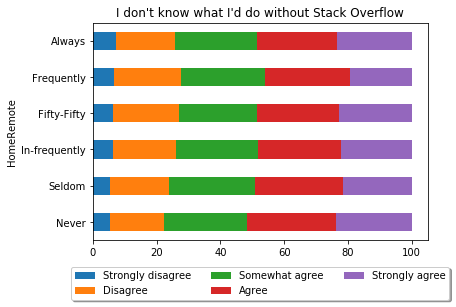 I don't know what I'd do without Stack Overflow
HomeRemote
Always
Frequently
Fifty-Fifty
In-frequently
Seldom
Never
0 20 40 60 80 100
Strongly disagree Somewhat agree Strongly agree
Disagree Agree